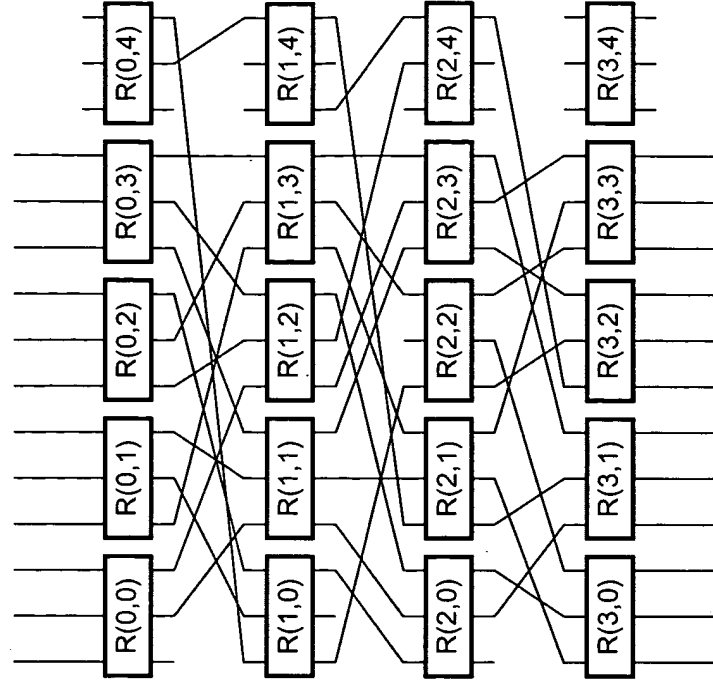 R(0,4) R(1,4) R(2,4) R(3,4)
R(0,3) R(1,3) R(2,3) R(3,3)
R(0,2) R(1,2) R(2,2) R(3,2)
R(0,1) R(1,1) R(2,1) R(3,1)
R(0,0) R(1,0) R(2,0) R(3,0)